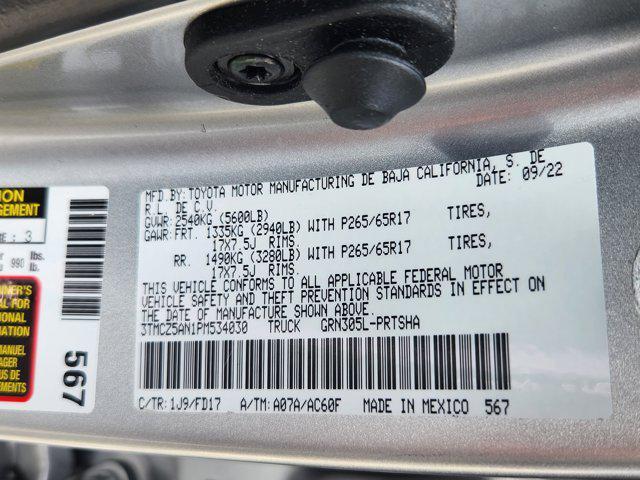 MFD.BY:TOYOTA MOTOR MANUFACTURING DE BAJA CALIFORNIA, S. DE
R.L. DE C.V. DATE: 09/22
GVWR:2540KG (5600LB)
GAWR:FRT. 1335KG (2940LB) WITH P265/65R17 TIRES,
17X7.5J RIMS.
RR. 1490KG (3280LB) WITH P265/65R17 TIRES,
17X7.5J RIMS.
THIS VEHICLE CONFORMS TO ALL APPLICABLE FEDERAL MOTOR
VEHICLE SAFETY AND THEFT PREVENTION STANDARDS IN EFFECT ON
THE DATE OF MANUFACTURE SHOWN ABOVE.
3TMCZ5AN1PM534030 TRUCK GRN305L-PRTSHA
C/TR:1J9/FD17 A/TM:A07A/AC60F MADE IN MEXICO 567
: 3
lb.
lb.
567